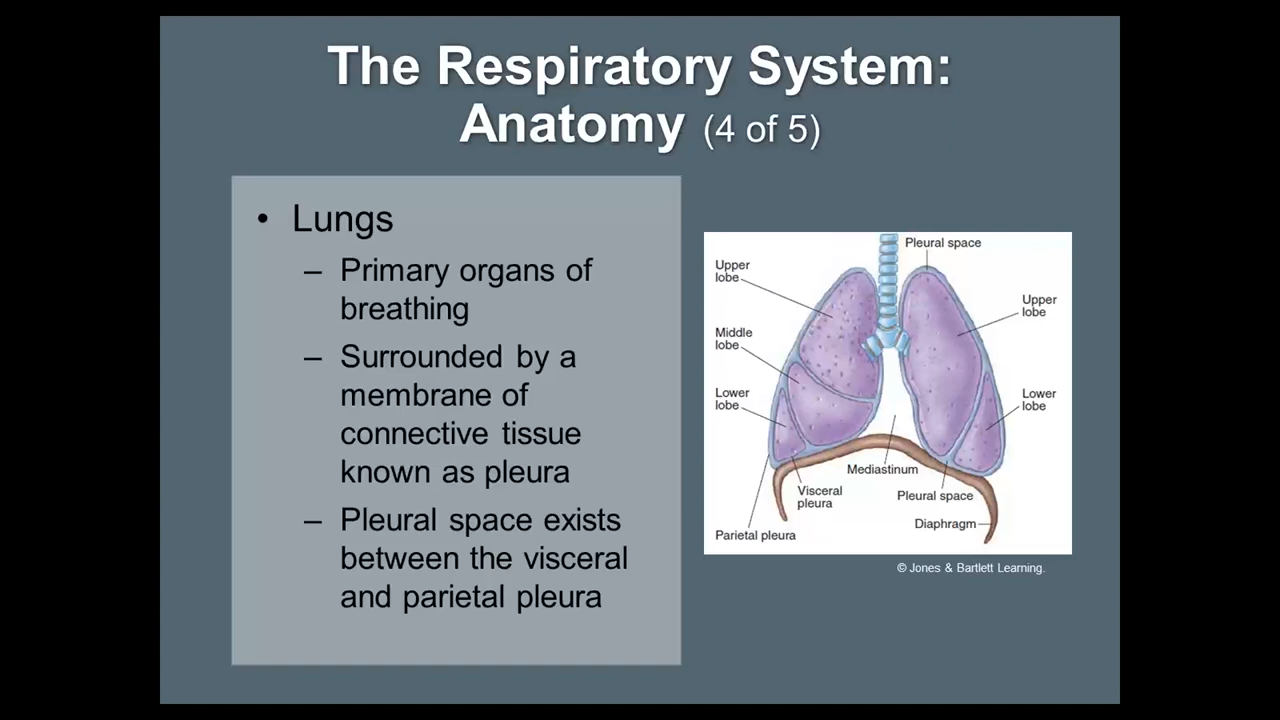 The Respiratory System:
Anatomy (4 of 5)
• Lungs
– Primary organs of
breathing
– Surrounded by a
membrane of
connective tissue
known as pleura
– Pleural space exists
between the visceral
and parietal pleura
Pleural space
Upper
lobe
Upper
lobe
Middle
lobe
Lower
lobe
Lower
lobe
Mediastinum
Visceral
pleura
Pleural space
Diaphragm
Parietal pleura
© Jones & Bartlett Learning.